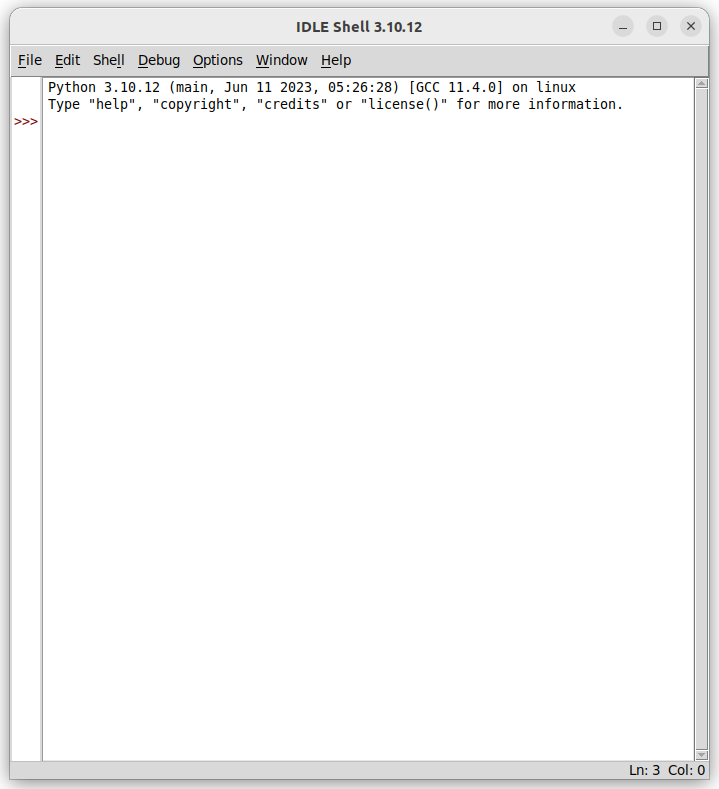 IDLE Shell 3.10.12
File Edit Shell Debug Options Window Help
Python 3.10.12 (main, Jun 11 2023, 05:26:28) [GCC 11.4.0] on linux
Type "help", "copyright", "credits" or "license()" for more information.
>>>
Ln: 3 Col: 0